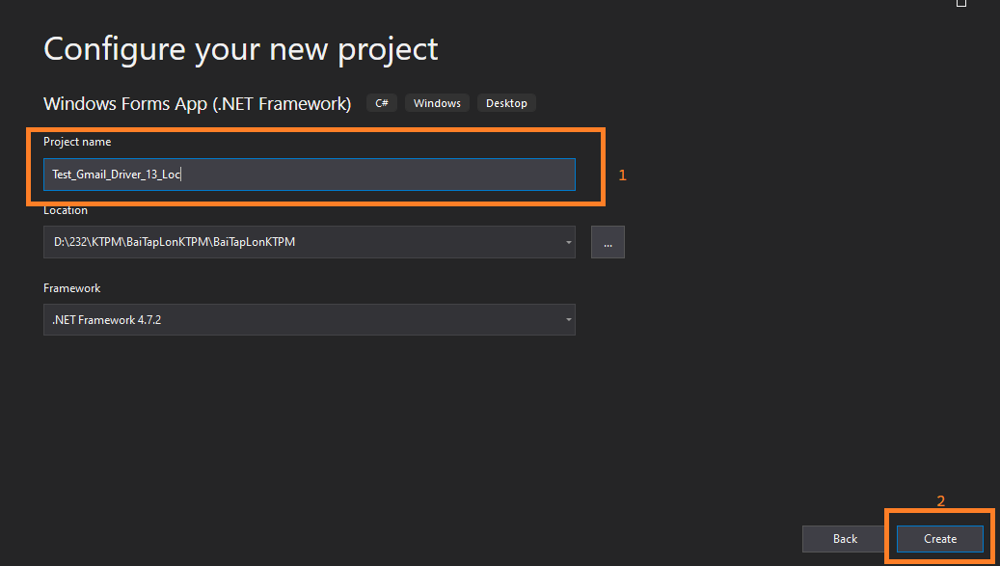 Configure your new project
Windows Forms App (.NET Framework) C# Windows Desktop
Project name
Test_Gmail_Driver_13_Loc
1
Location
D:\232\KTPM\BaiTapLonKTPM\BaiTapLonKTPM
...
Framework
.NET Framework 4.7.2
2
Back Create